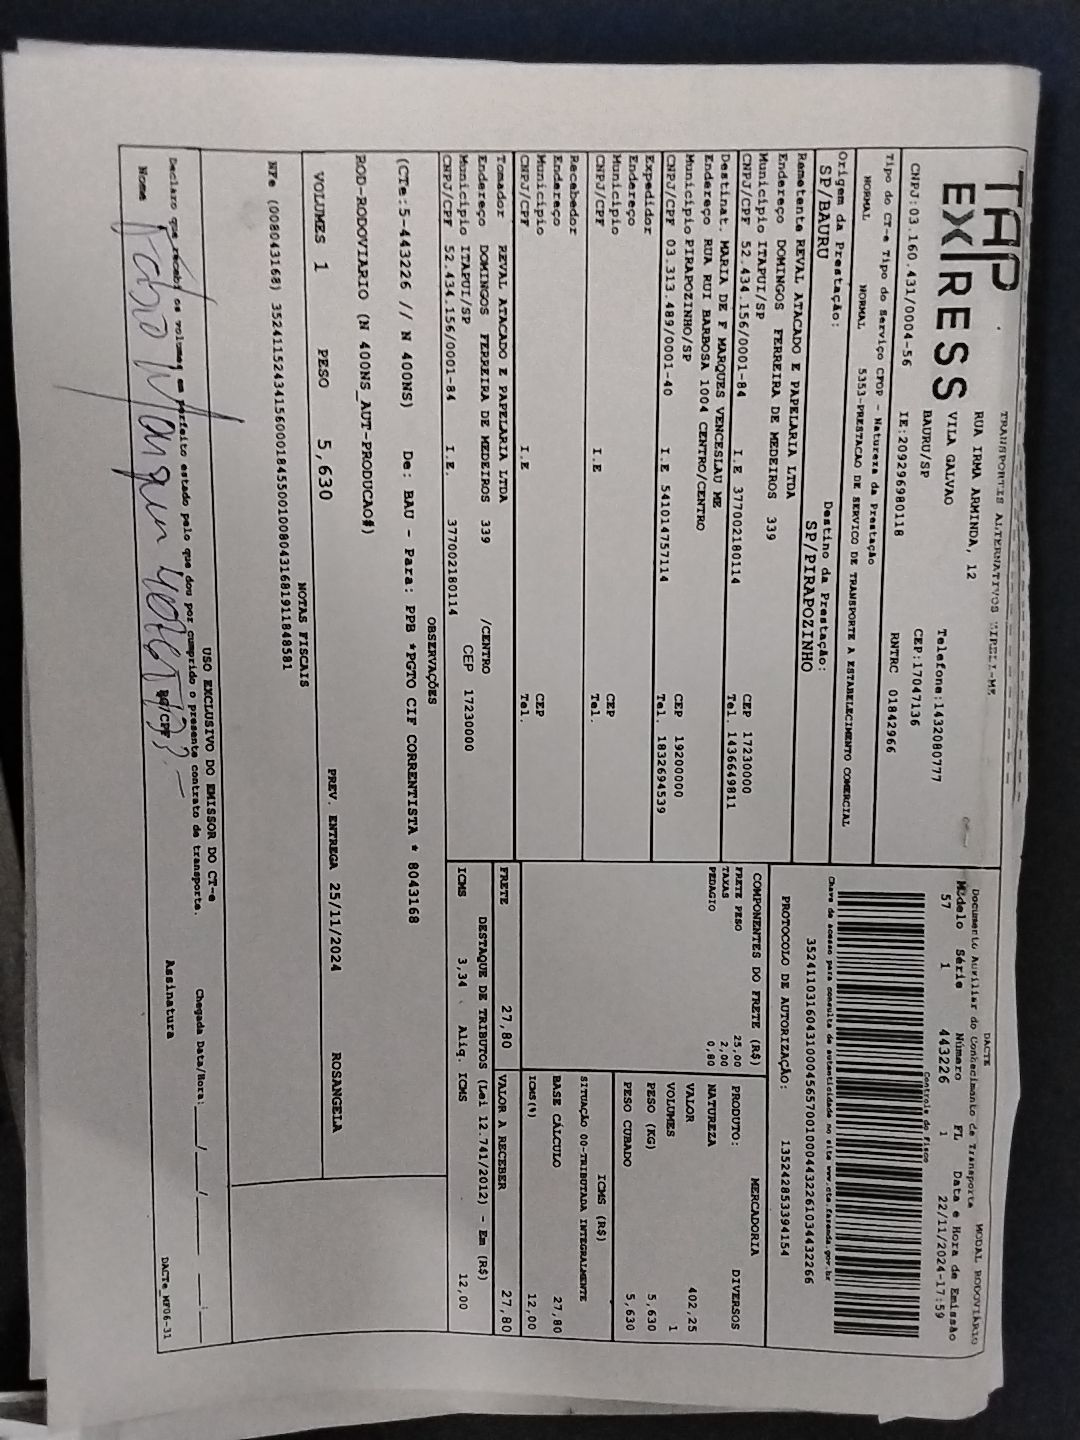 TAP
EXPRESS
TRANSPORTES ALTERNATIVOS EIRELI-ME
RUA IRMA ARMINDA, 12
VILA GALVAO
BAURU/SP
Telefone:1432080777
CEP:17047136
CNPJ:03.160.431/0004-56 IE:209296980118 RNTRC 01842966
Tipo do CT-e Tipo do Serviço CFOP - Natureza da Prestação
NORMAL NORMAL 5353-PRESTACAO DE SERVICO DE TRANSPORTE A ESTABELECIMENTO COMERCIAL
Origem da Prestação: Destino da Prestação:
SP/BAURU SP/PIRAPOZINHO
Remetente REVAL ATACADO E PAPELARIA LTDA
Endereço DOMINGOS FERREIRA DE MEDEIROS 339
Municipio ITAPUI/SP CEP 17230000
CNPJ/CPF 52.434.156/0001-84 I.E 377002180114 Tel. 1436649811
Destinat. MARIA DE F MARQUES VENCESLAU ME
Endereço RUA RUI BARBOSA 1004 CENTRO/CENTRO
Municipio PIRAPOZINHO/SP CEP 19200000
CNPJ/CPF 03.313.489/0001-40 I.E 541014757114 Tel. 1832694539
Expedidor
Endereço
Municipio CEP
CNPJ/CPF I.E Tel.
Recebedor
Endereço
Municipio CEP
CNPJ/CPF I.E Tel.
Tomador REVAL ATACADO E PAPELARIA LTDA
Endereço DOMINGOS FERREIRA DE MEDEIROS 339 /CENTRO
Municipio ITAPUI/SP CEP 17230000
CNPJ/CPF 52.434.156/0001-84 I.E. 377002180114
DACTE MODAL RODOVIÁRIO
Documento Auxiliar do Conhecimento de Transporte
Modelo Série Número FL Data e Hora de Emissão
57 1 443226 1 22/11/2024-17:59
Controle do Fisco
Chave de acesso para consulta de autenticidade no site www.cte.fazenda.gov.br
35241103160431000456570010004432261034432266
PROTOCOLO DE AUTORIZAÇÃO: 135242853394154
COMPONENTES DO FRETE (R$)
FRETE PESO 25,00
TAXAS 2,00
PEDAGIO 0,80
MERCADORIA
PRODUTO: DIVERSOS
NATUREZA
VALOR 402,25
VOLUMES 1
PESO (KG) 5,630
PESO CUBADO 5,630
ICMS (R$)
SITUAÇÃO 00-TRIBUTADA INTEGRALMENTE
BASE CÁLCULO 27,80
ICMS(%) 12,00
FRETE 27,80 VALOR A RECEBER 27,80
DESTAQUE DE TRIBUTOS (Lei 12.741/2012) - Em (R$)
ICMS 3,34 Aliq. ICMS 12,00
OBSERVAÇÕES
(CTe:5-443226 // N 400NS) De: BAU - Para: PPB *PGTO CIF CORRENTISTA * 8043168
ROD-RODOVIARIO (N 400NS_AUT-PRODUCAO#)
VOLUMES 1 PESO 5,630 PREV. ENTREGA 25/11/2024 ROSANGELA
NOTAS FISCAIS
NFe (008043168) 35241152434156000184550010080431681911848581
USO EXCLUSIVO DO EMISSOR DO CT-e
Declaro que recebi os volumes em perfeito estado pelo que dou por cumprido o presente contrato de transporte. Chegada Data/Hora:____/____/____ ____:____
Nome RG/CPF Assinatura
DACTe_MF06-31